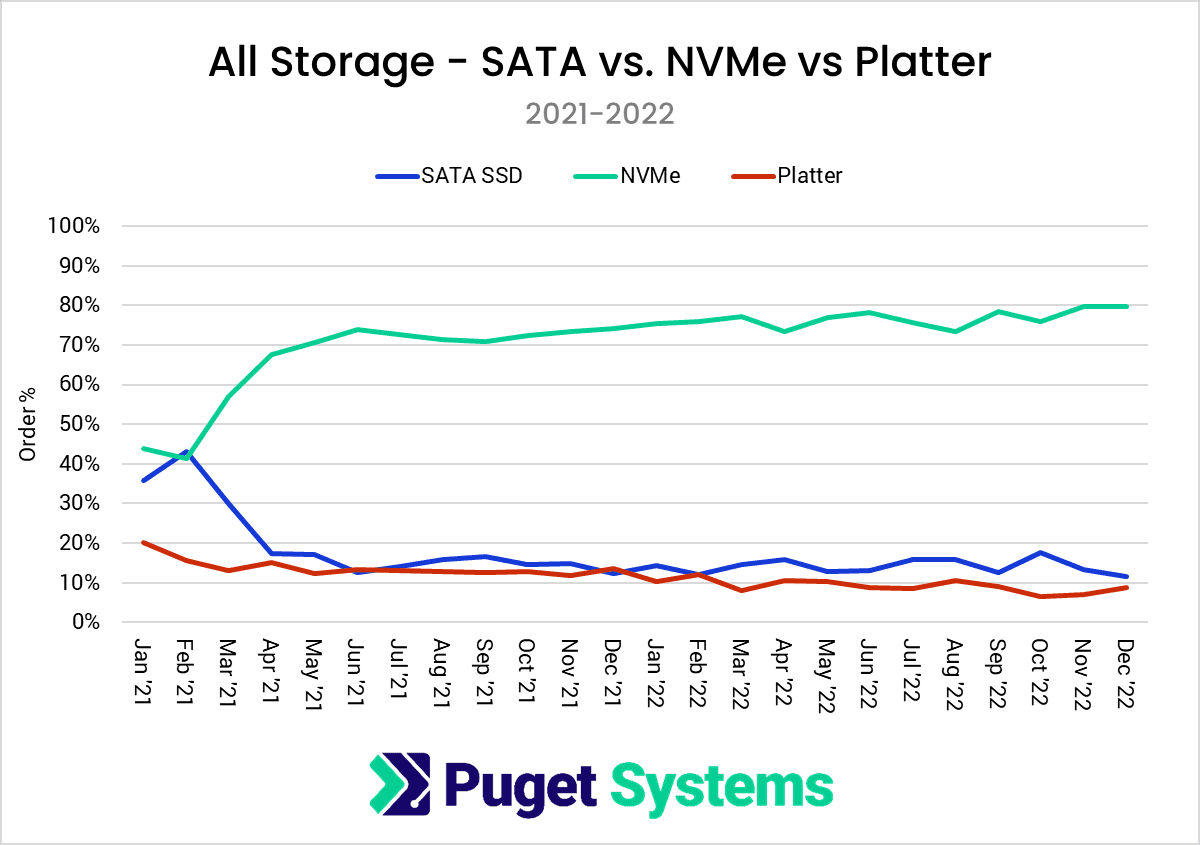 All Storage - SATA vs. NVMe vs Platter
2021-2022
SATA SSD NVMe Platter
100%
90%
80%
70%
60%
50%
40%
30%
20%
10%
0%
Order %
Jan '21 Feb '21 Mar '21 Apr '21 May '21 Jun '21 Jul '21 Aug '21 Sep '21 Oct '21 Nov '21 Dec '21 Jan '22 Feb '22 Mar '22 Apr '22 May '22 Jun '22 Jul '22 Aug '22 Sep '22 Oct '22 Nov '22 Dec '22
Puget Systems